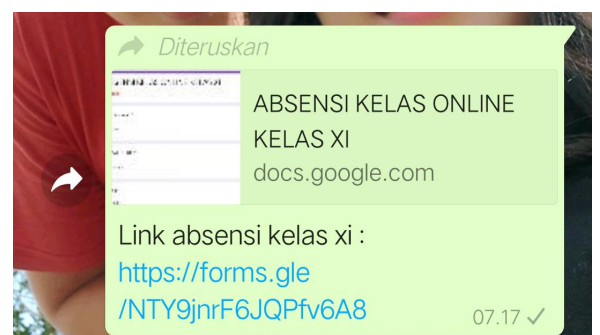 Diteruskan
ABSENSI KELAS ONLINE
KELAS XI
docs.google.com
Link absensi kelas xi :
https://forms.gle
/NTY9jnrF6JQPfv6A8
07.17